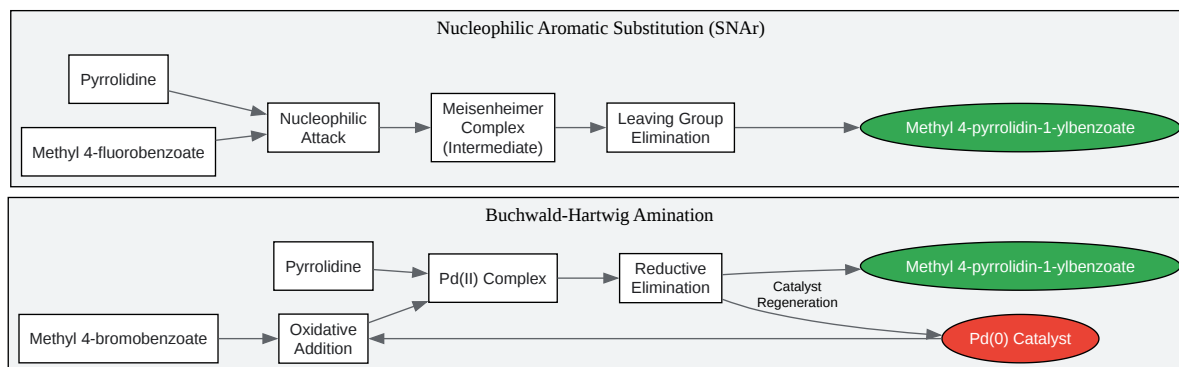 Nucleophilic Aromatic Substitution (SNAr)
Pyrrolidine
Methyl 4-fluorobenzoate
Nucleophilic
Attack
Meisenheimer
Complex
(Intermediate)
Leaving Group
Elimination
Methyl 4-pyrrolidin-1-ylbenzoate
Buchwald-Hartwig Amination
Pyrrolidine
Methyl 4-bromobenzoate
Oxidative
Addition
Pd(II) Complex
Reductive
Elimination
Catalyst
Regeneration
Methyl 4-pyrrolidin-1-ylbenzoate
Pd(0) Catalyst